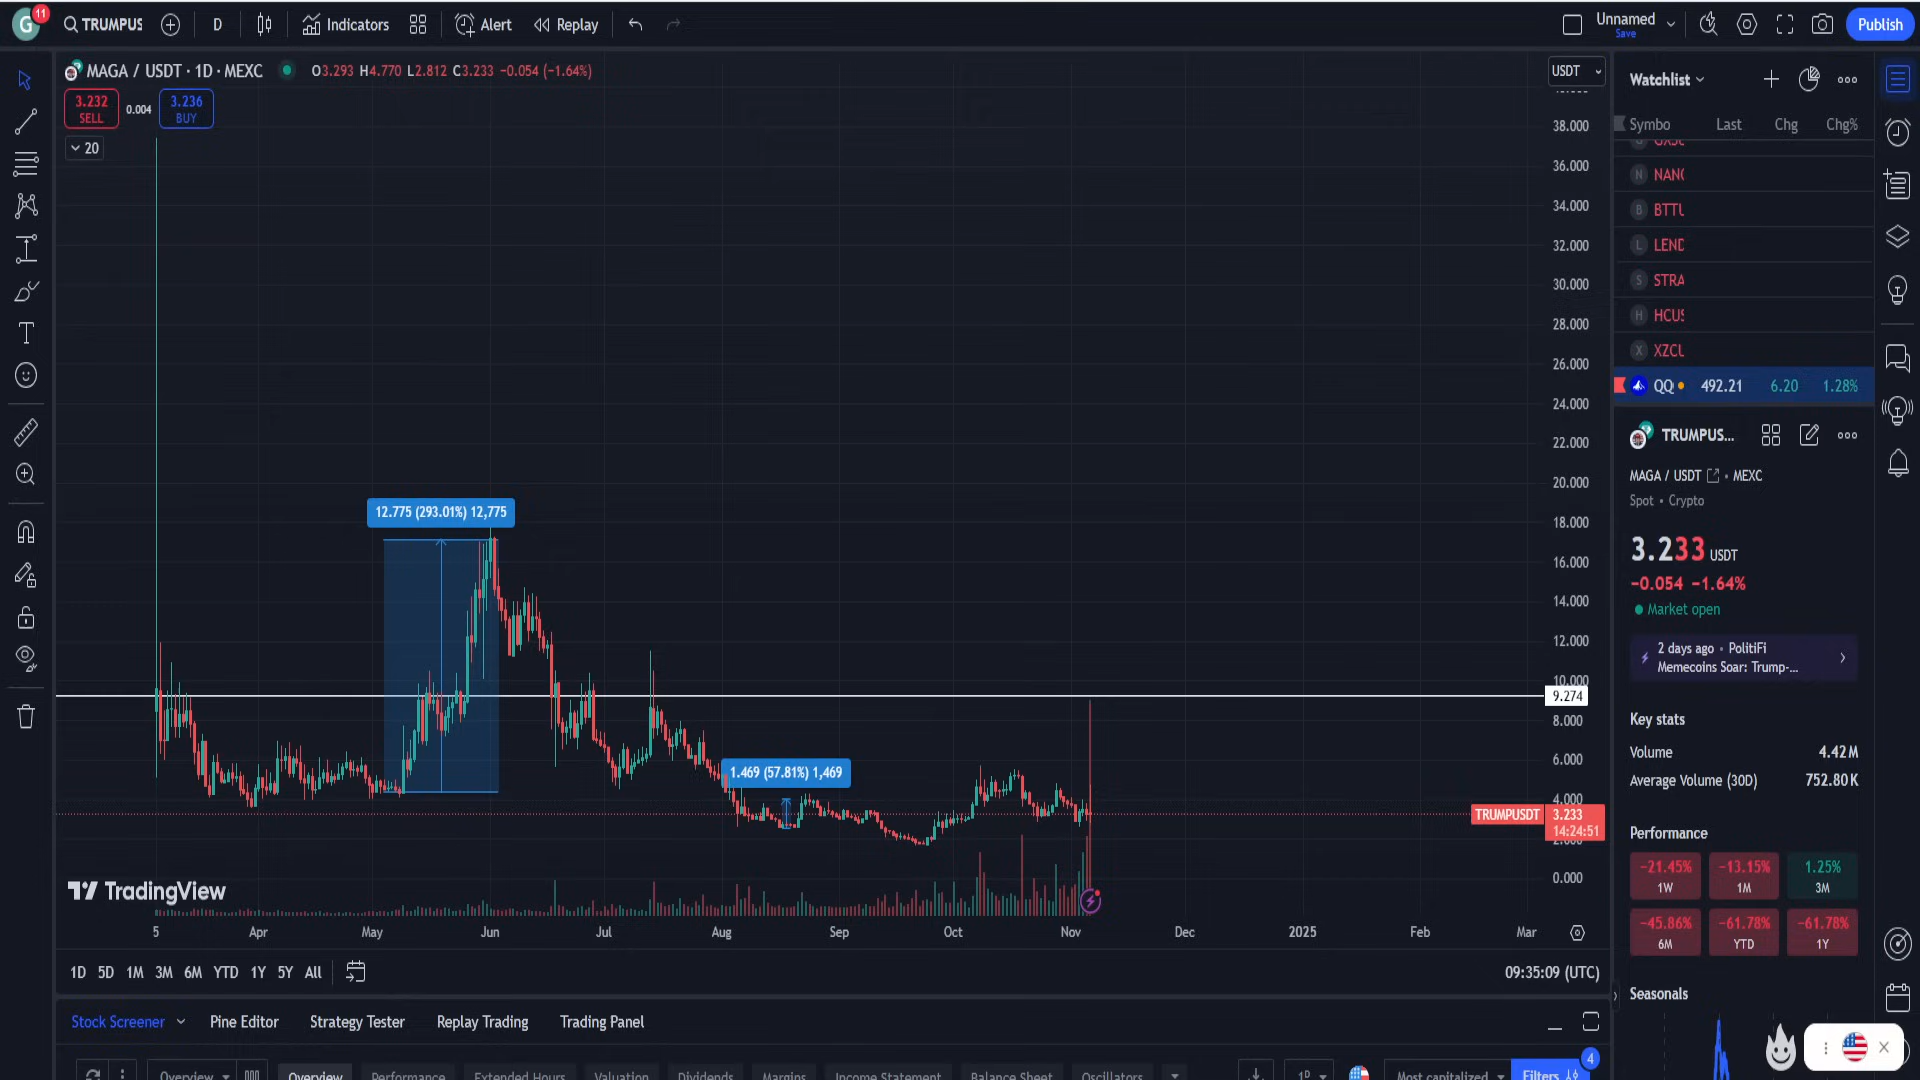 G 11 TRUMPUS D Indicators Alert Replay Unnamed Save Publish
MAGA / USDT · 1D · MEXC O3.293 H4.770 L2.812 C3.233 −0.054 (−1.64%) USDT
3.232 SELL 0.004 3.236 BUY
20
38.000
36.000
34.000
32.000
30.000
28.000
26.000
24.000
22.000
20.000
18.000
16.000
14.000
12.000
10.000
9.274
8.000
6.000
4.000
TRUMPUSDT 3.233
14:24:51
2.000
0.000
12.775 (293.01%) 12,775
1.469 (57.81%) 1,469
TradingView
5 Apr May Jun Jul Aug Sep Oct Nov Dec 2025 Feb Mar
1D 5D 1M 3M 6M YTD 1Y 5Y All 09:35:09 (UTC)
Stock Screener Pine Editor Strategy Tester Replay Trading Trading Panel
Overview Overview Performance Extended Hours Valuation Dividends Margins Income Statement Balance Sheet Oscillators 1D Most capitalized Filters 4
Watchlist
Symbo Last Chg Chg%
N NANO
B BTTU
L LEND
S STRA
H HCUS
X XZCU
QQ 492.21 6.20 1.28%
TRUMPUS...
MAGA / USDT • MEXC
Spot • Crypto
3.233 USDT
−0.054 −1.64%
Market open
2 days ago • PolitiFi
Memecoins Soar: Trump-...
Key stats
Volume 4.42 M
Average Volume (30D) 752.80 K
Performance
−21.45% −13.15% 1.25%
1W 1M 3M
−45.86% −61.78% −61.78%
6M YTD 1Y
Seasonals